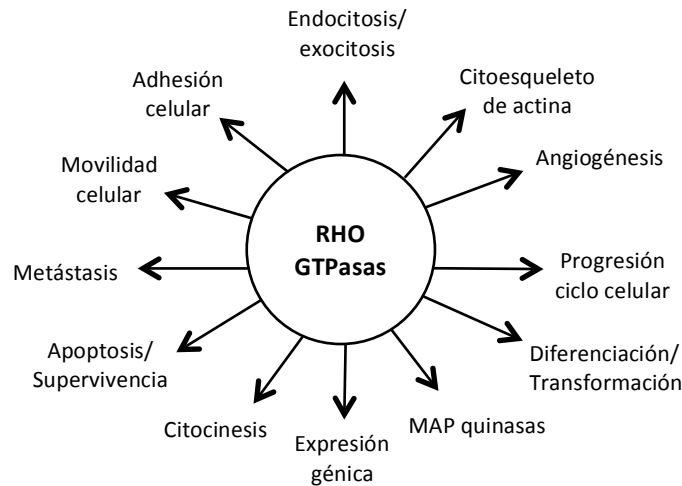 Endocitosis/
exocitosis
Citoesqueleto
de actina
Angiogénesis
Progresión
ciclo celular
Diferenciación/
Transformación
MAP quinasas
Expresión
génica
Citocinesis
Apoptosis/
Supervivencia
Metástasis
Movilidad
celular
Adhesión
celular
RHO
GTPasas